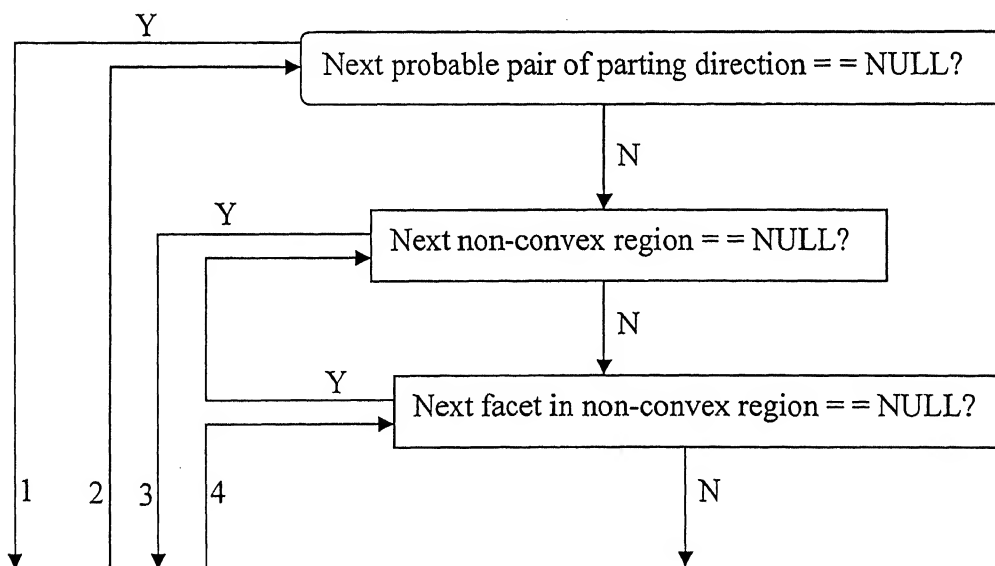 Y
Next probable pair of parting direction = = NULL?
N
Y
Next non-convex region = = NULL?
N
Y
Next facet in non-convex region = = NULL?
1 2 3 4 N